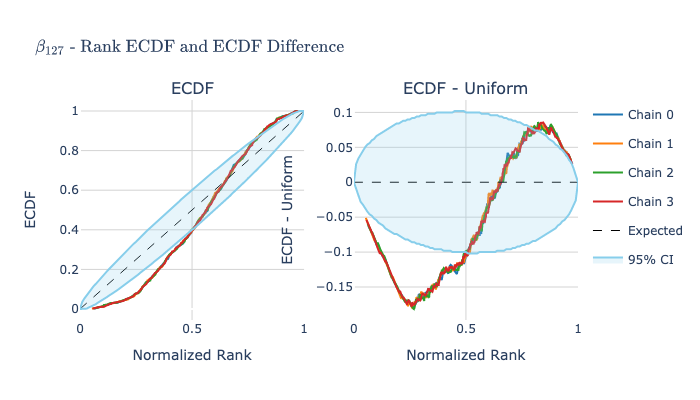 β127 - Rank ECDF and ECDF Difference
ECDF
ECDF - Uniform
1
0.8
0.6
0.4
0.2
0
ECDF
0
0.5
1
Normalized Rank
0.1
0.05
0
−0.05
−0.1
−0.15
ECDF - Uniform
0
0.5
1
Normalized Rank
Chain 0
Chain 1
Chain 2
Chain 3
Expected
95% CI